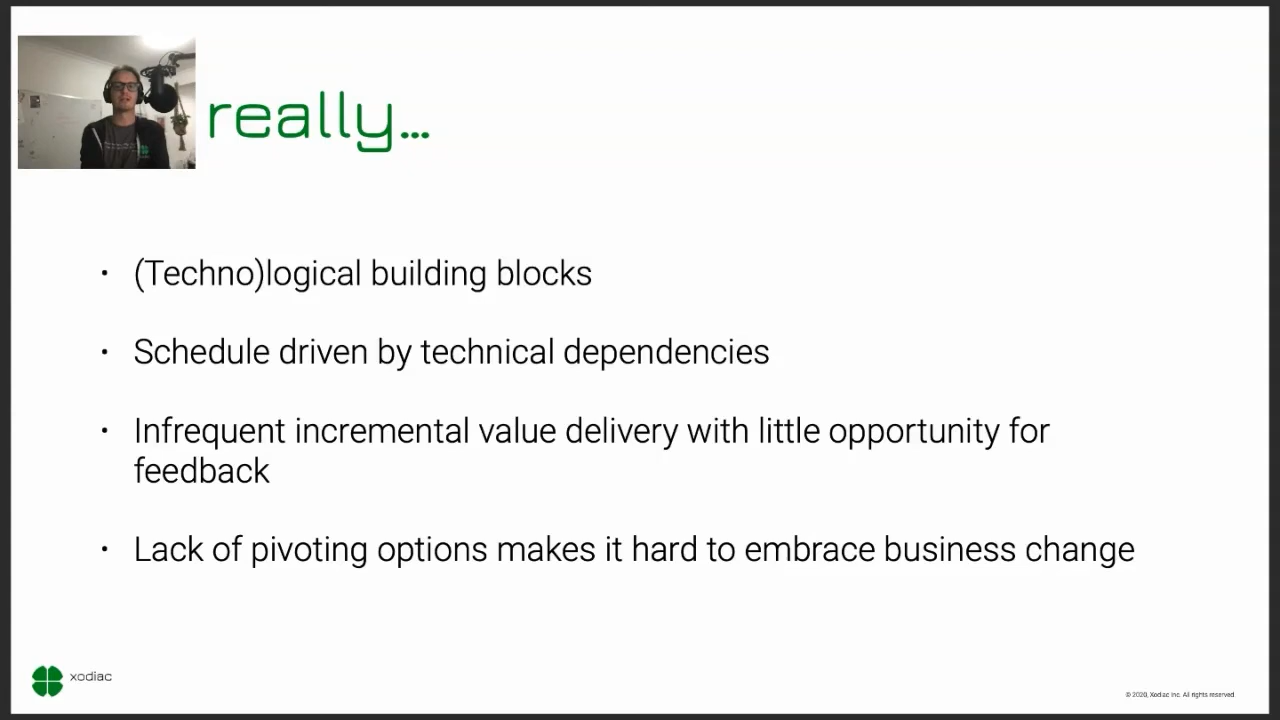 really...
• (Techno)logical building blocks
• Schedule driven by technical dependencies
• Infrequent incremental value delivery with little opportunity for
feedback
• Lack of pivoting options makes it hard to embrace business change
xodiac
© 2020, Xodiac Inc. All rights reserved